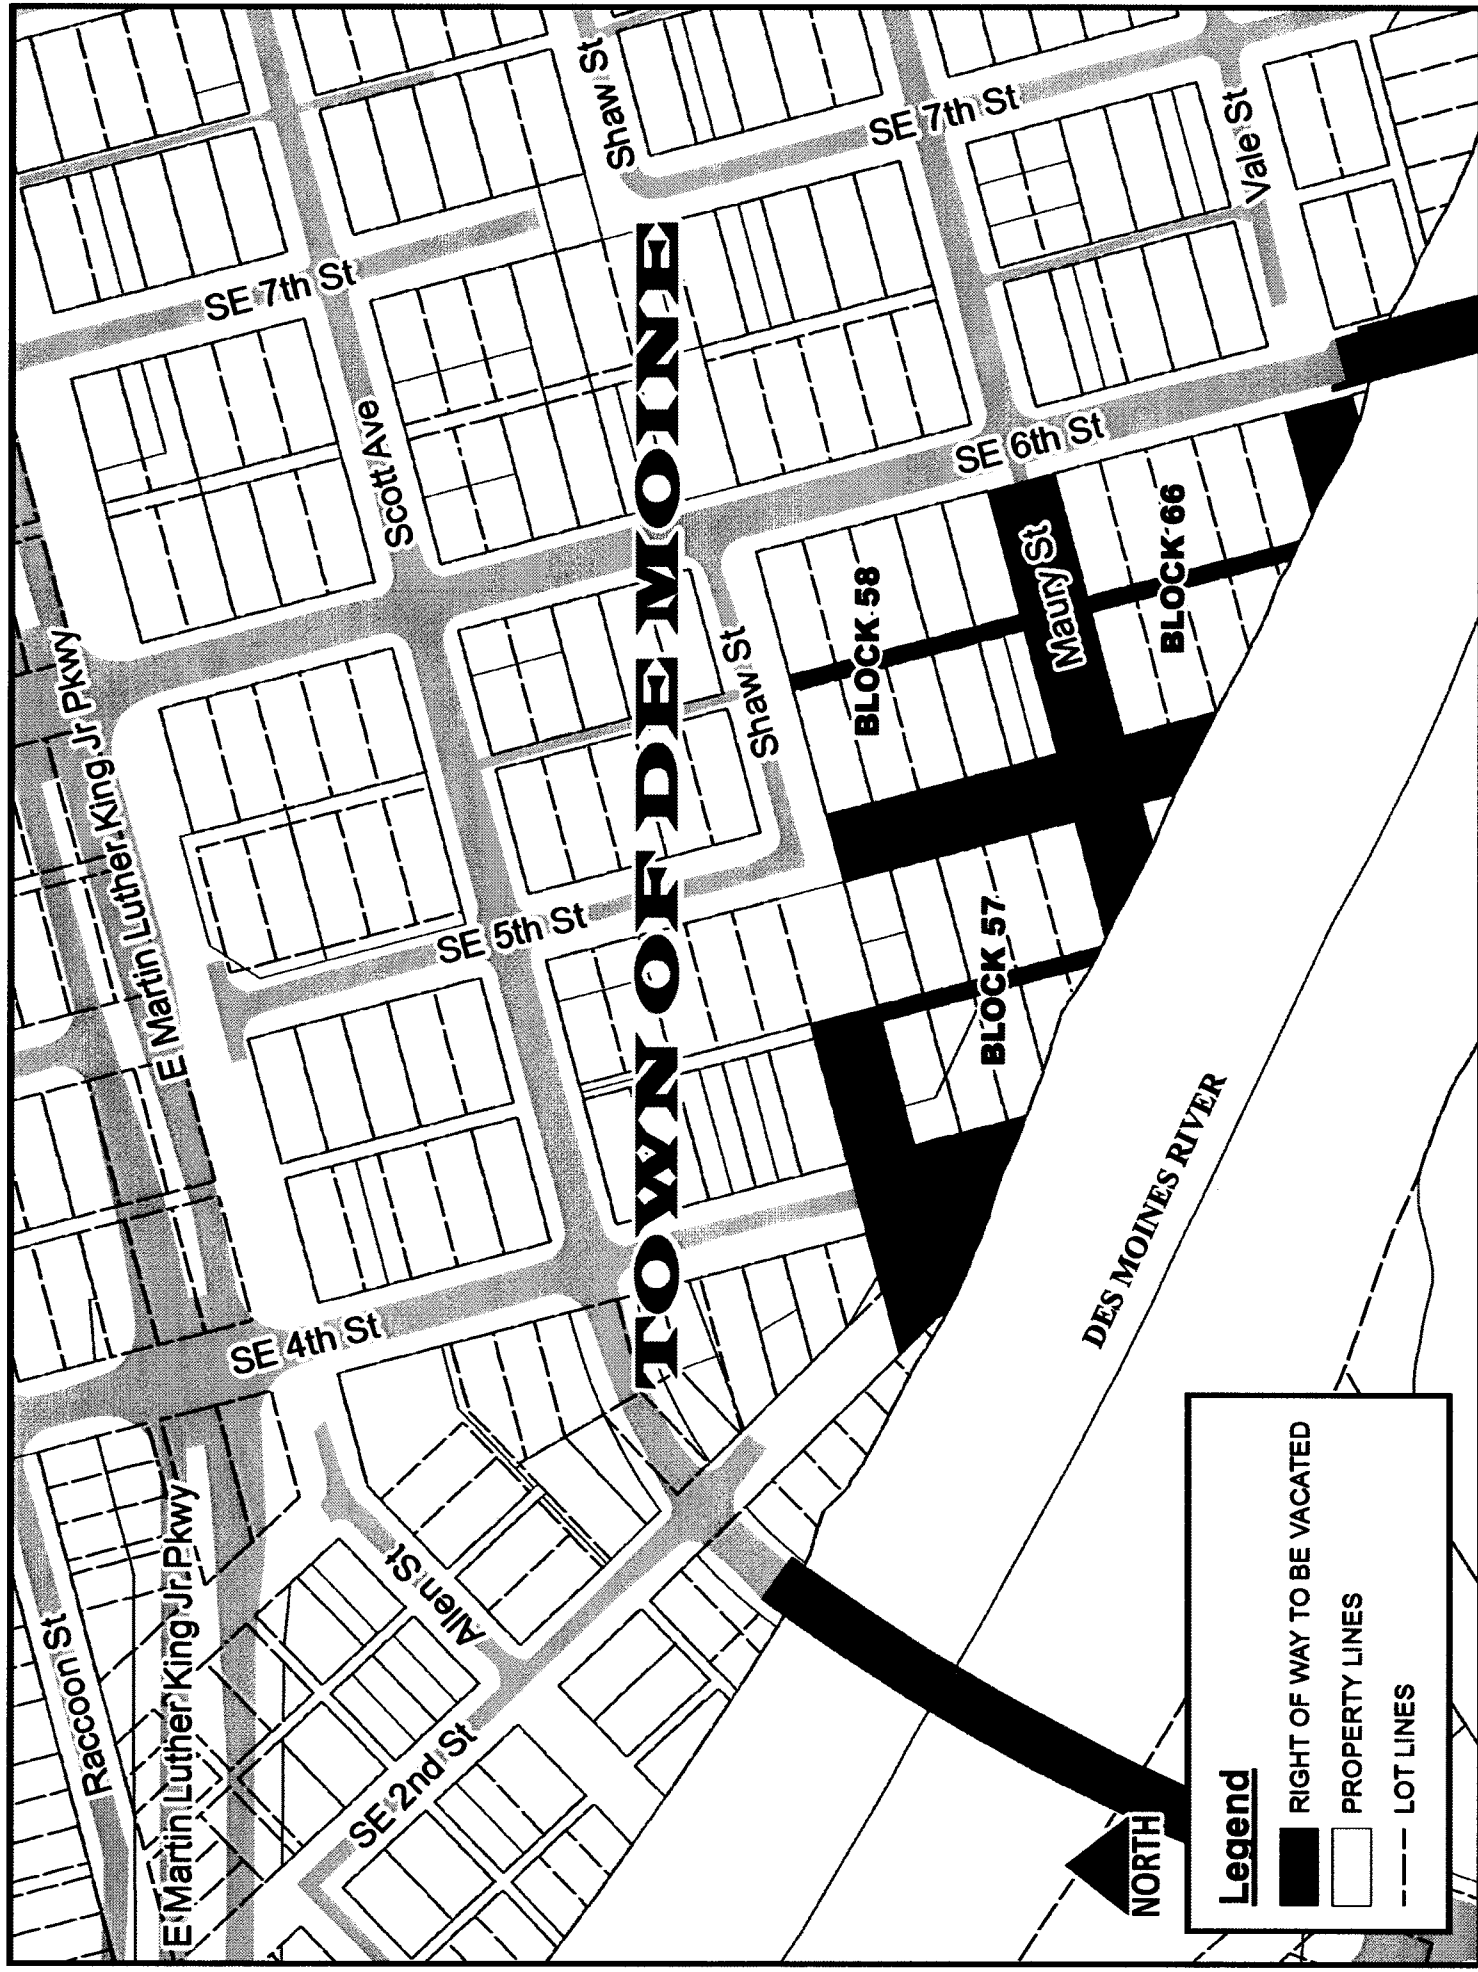 Raccoon St
E Martin Luther King Jr Pkwy
E Martin Luther King Jr Pkwy
SE 2nd St
Allen St
SE 4th St
SE 5th St
Scott Ave
SE 7th St
Shaw St
TOWN OF DE MOINE
Shaw St
SE 7th St
SE 6th St
Vale St
BLOCK 58
Maury St
BLOCK 66
BLOCK 57
DES MOINES RIVER
NORTH
Legend
RIGHT OF WAY TO BE VACATED
PROPERTY LINES
LOT LINES